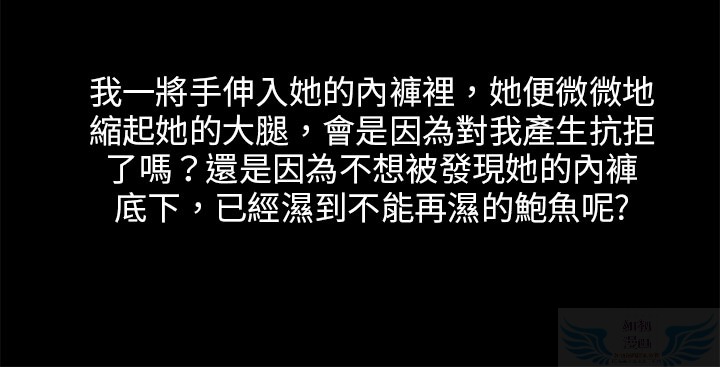 我一將手伸入她的內褲裡，她便微微地
縮起她的大腿，會是因為對我產生抗拒
了嗎？還是因為不想被發現她的內褲
底下，已經濕到不能再濕的鮑魚呢?